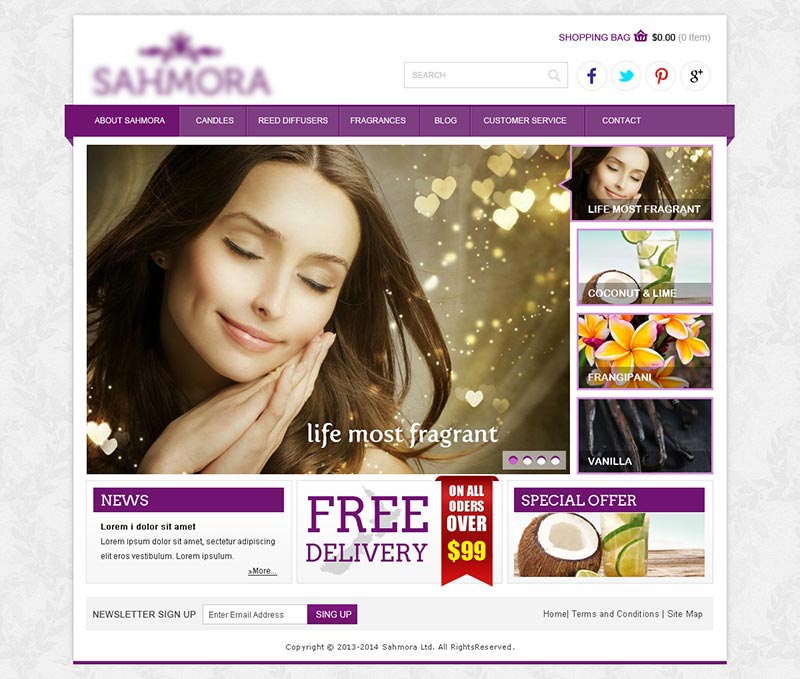 SAHMORA
SHOPPING BAG $0.00 (0 Item)
SEARCH
ABOUT SAHMORA CANDLES REED DIFFUSERS FRAGRANCES BLOG CUSTOMER SERVICE CONTACT
LIFE MOST FRAGRANT
COCONUT & LIME
FRANGIPANI
VANILLA
life most fragrant
NEWS
Lorem i dolor sit amet
Lorem ipsum dolor sit amet, sectetur adipiscing
elit eros vestibulum. Lorem ipsulum.
»More...
FREE
DELIVERY
ON ALL
ODERS
OVER
$99
SPECIAL OFFER
NEWSLETTER SIGN UP Enter Email Address SING UP
Home| Terms and Conditions | Site Map
Copyright © 2013-2014 Sahmora Ltd. All RightsReserved.